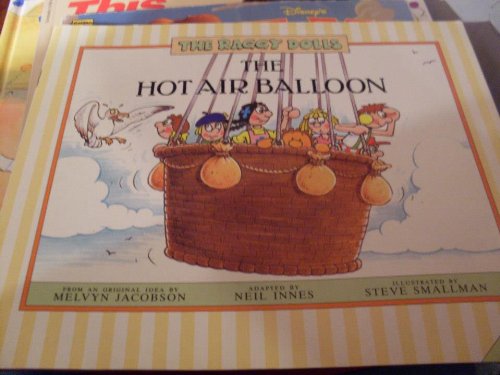 This
Disney's
THE RAGGY DOLLS
THE
HOT AIR BALLOON
FROM AN ORIGINAL IDEA BY
MELVYN JACOBSON
ADAPTED BY
NEIL INNES
ILLUSTRATED BY
STEVE SMALLMAN